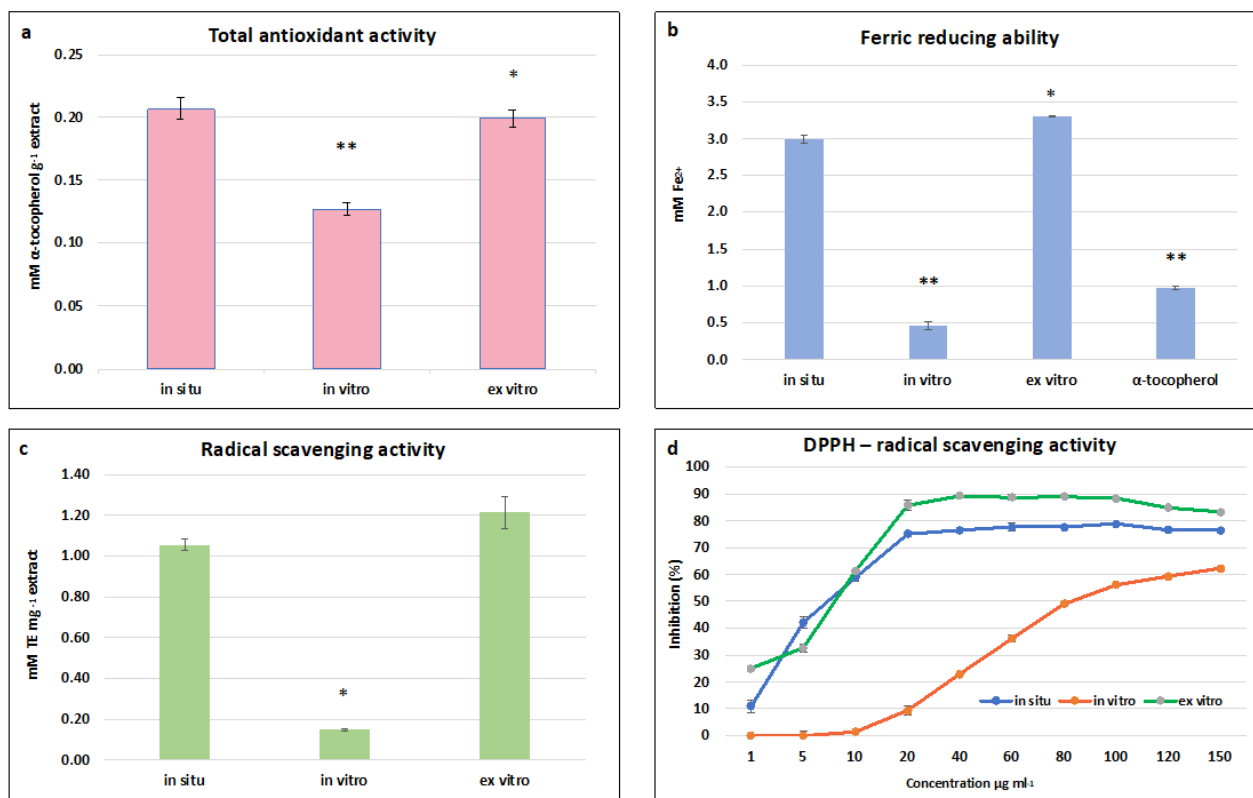 a
Total antioxidant activity
mM α-tocopherol g-1 extract
0.25
0.20
0.15
0.10
0.05
0.00
*
**
in situ in vitro ex vitro
b
Ferric reducing ability
mM Fe2+
4.0
3.5
3.0
2.5
2.0
1.5
1.0
0.5
0.0
*
**
**
in situ in vitro ex vitro α-tocopherol
c
Radical scavenging activity
mM TE mg-1 extract
1.40
1.20
1.00
0.80
0.60
0.40
0.20
0.00
*
in situ in vitro ex vitro
d
DPPH – radical scavenging activity
Inhibition (%)
100
90
80
70
60
50
40
30
20
10
0
in situ in vitro ex vitro
1 5 10 20 40 60 80 100 120 150
Concentration µg ml-1